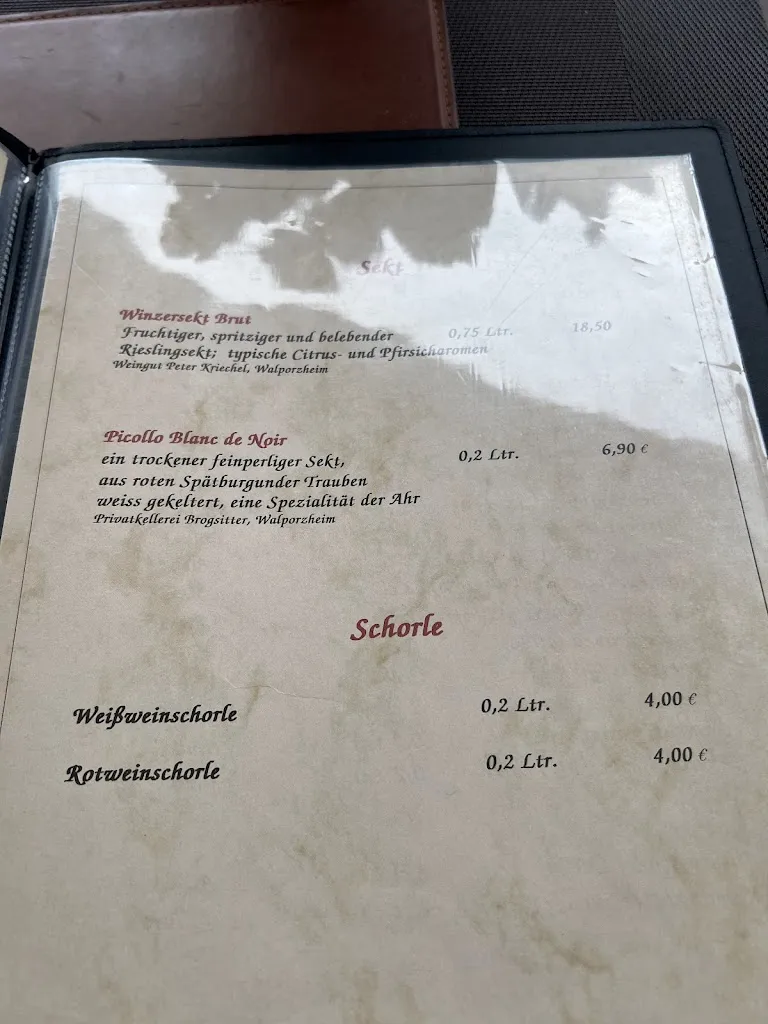 Sekt
Winzersekt Brut
Fruchtiger, spritziger und belebender 0,75 Ltr. 18,50
Rieslingsekt; typische Citrus- und Pfirsicharomen
Weingut Peter Kriechel, Walporzheim
Picollo Blanc de Noir
ein trockener feinperliger Sekt, 0,2 Ltr. 6,90 €
aus roten Spätburgunder Trauben
weiss gekeltert, eine Spezialität der Ahr
Privatkellerei Brogsitter, Walporzheim
Schorle
Weißweinschorle 0,2 Ltr. 4,00 €
Rotweinschorle 0,2 Ltr. 4,00 €